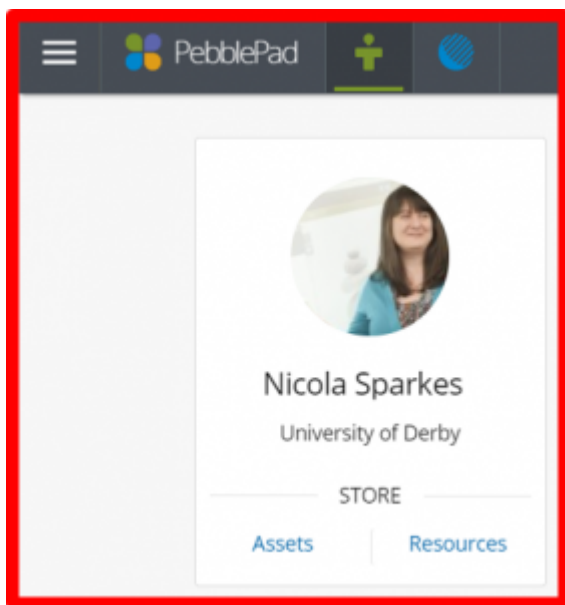 PebblePad
Nicola Sparkes
University of Derby
STORE
Assets Resources